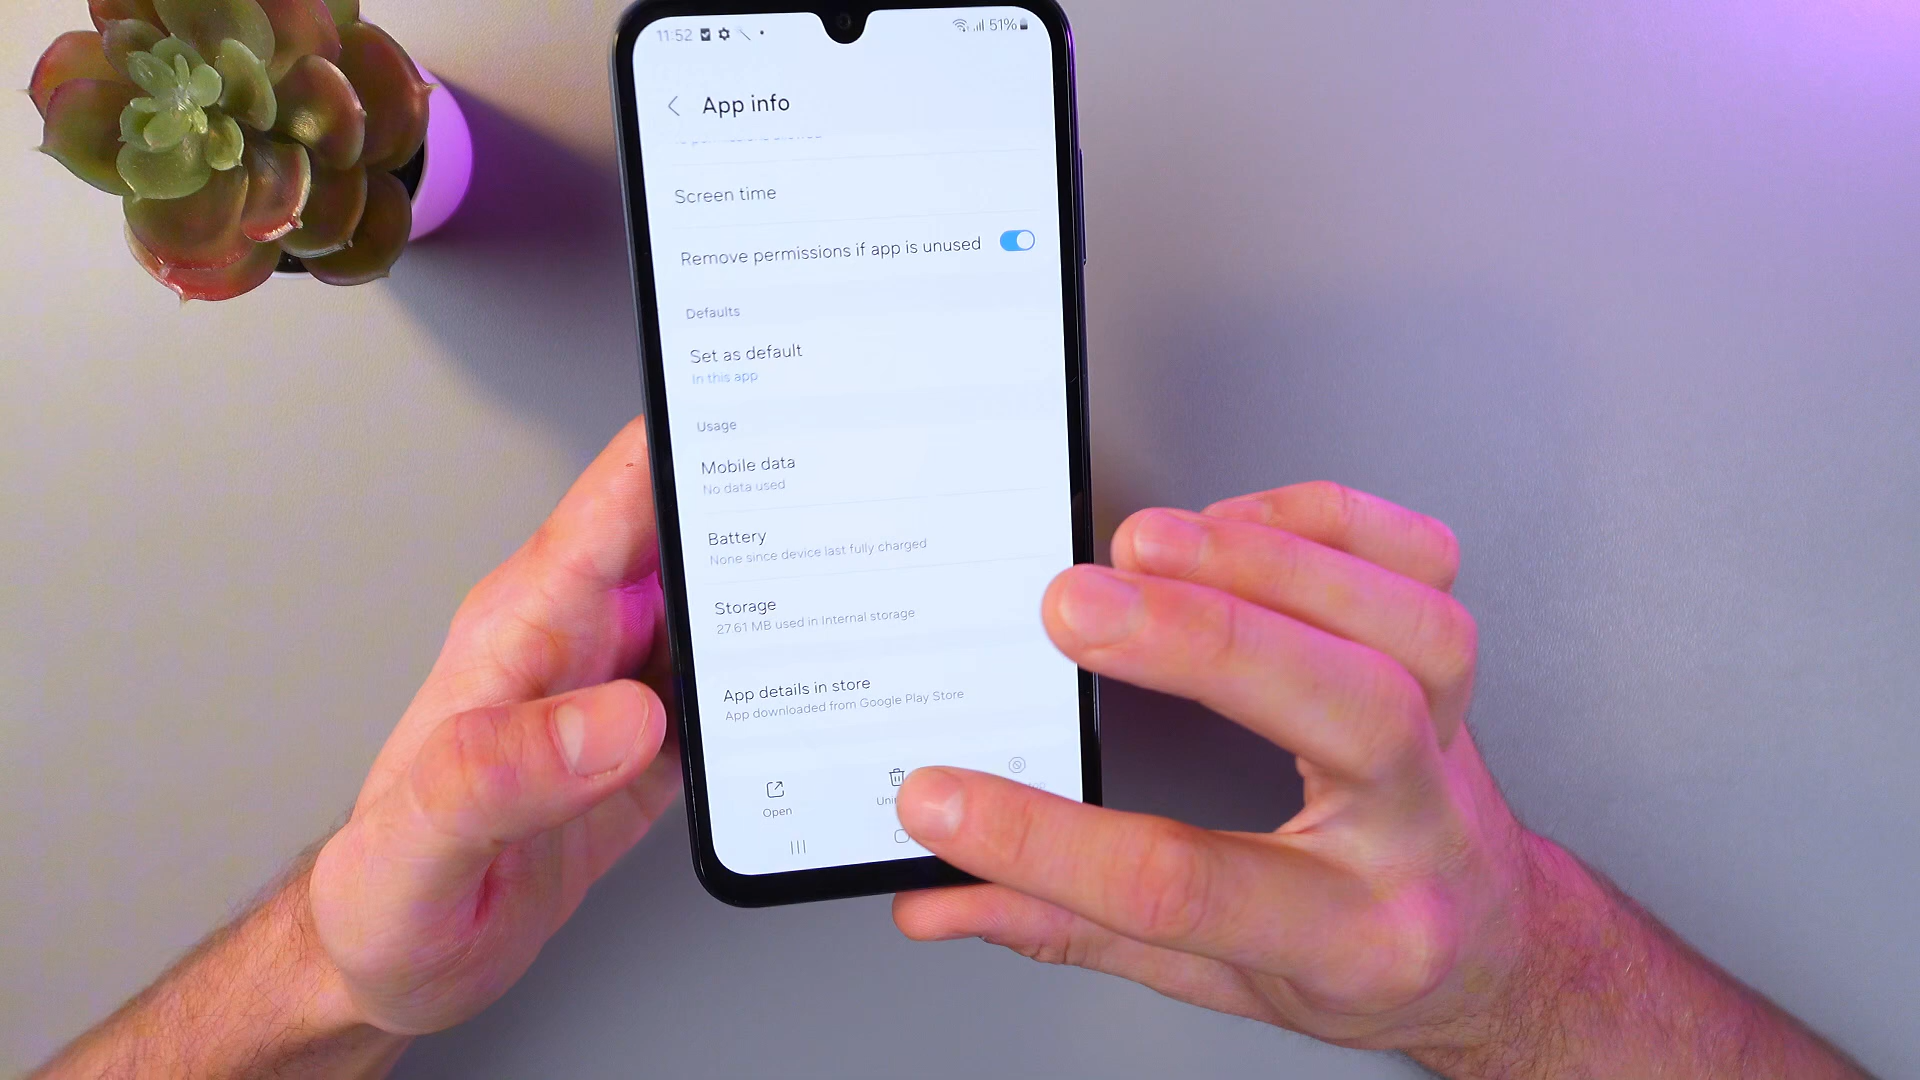 11:52
51%
App info
Screen time
Remove permissions if app is unused
Defaults
Set as default
In this app
Usage
Mobile data
No data used
Battery
None since device last fully charged
Storage
27.61 MB used in Internal storage
App details in store
App downloaded from Google Play Store
Open